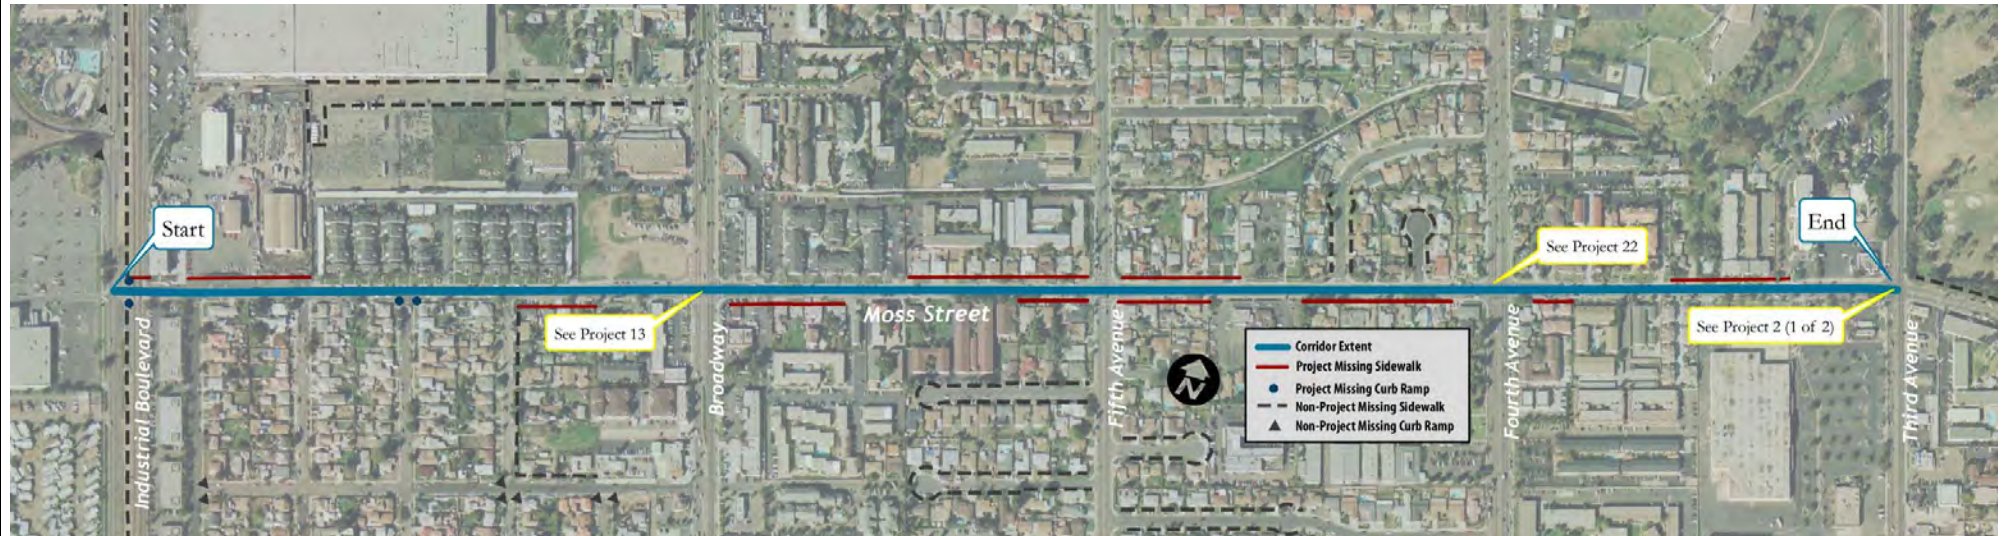 Start
End
See Project 22
See Project 13
See Project 2 (1 of 2)
Moss Street
Industrial Boulevard
Broadway
Fifth Avenue
Fourth Avenue
Third Avenue
N
Corridor Extent
Project Missing Sidewalk
Project Missing Curb Ramp
Non-Project Missing Sidewalk
Non-Project Missing Curb Ramp